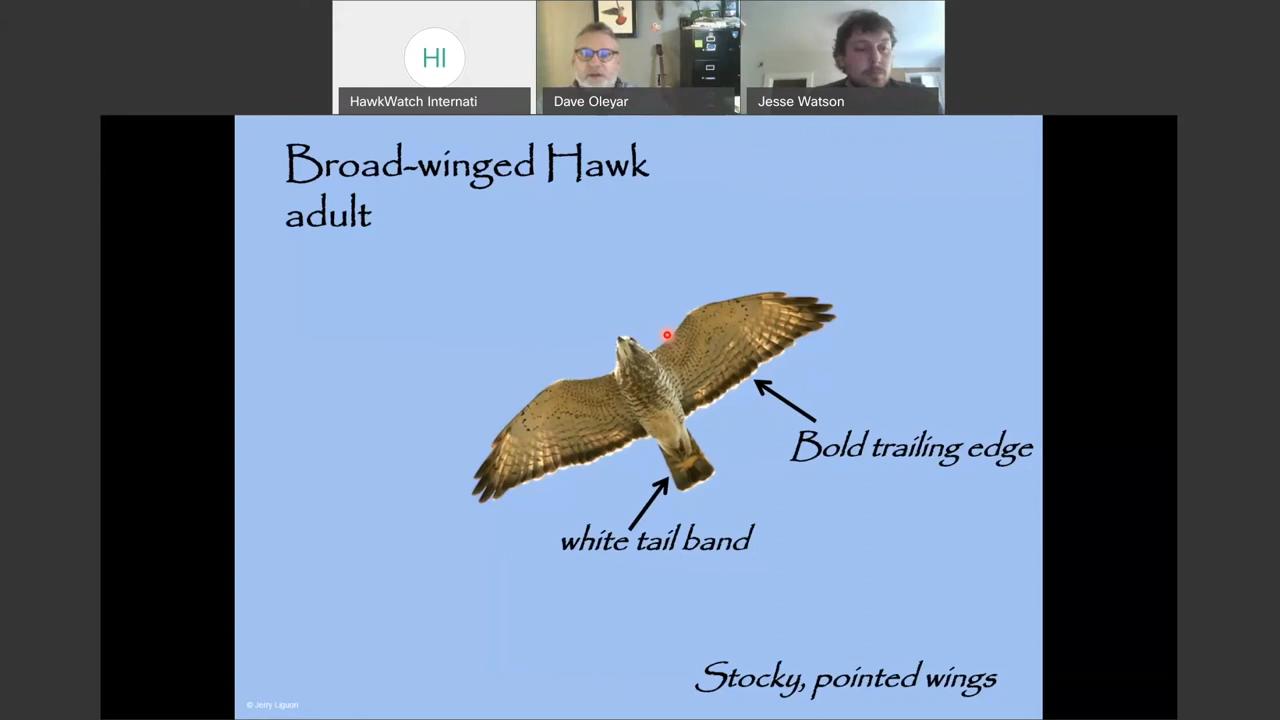 HI
HawkWatch Internati
Dave Oleyar
Jesse Watson
Broad-winged Hawk
adult
Bold trailing edge
white tail band
Stocky, pointed wings
© Jerry Liguori